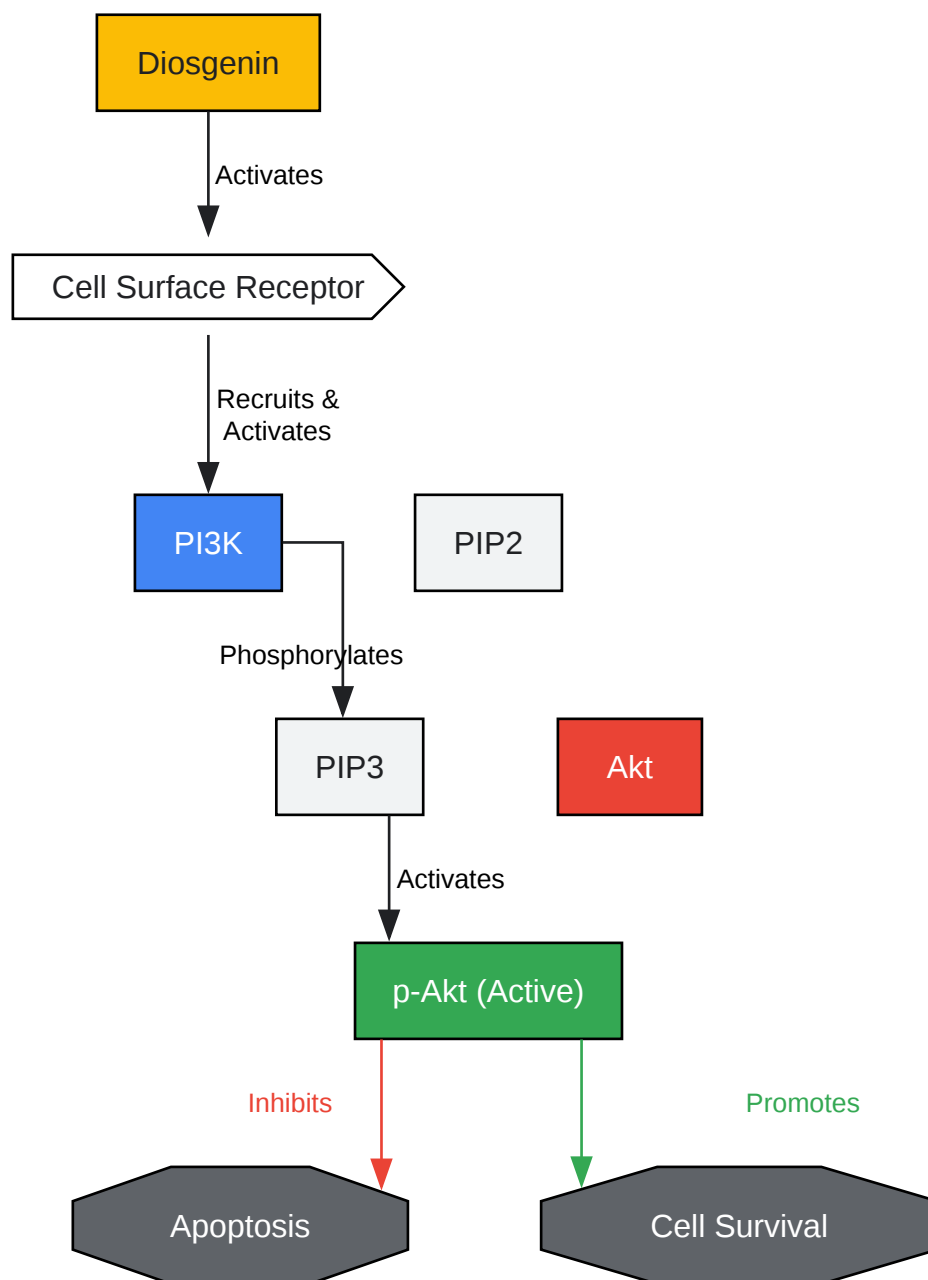 Diosgenin
Activates
Cell Surface Receptor
Recruits &
Activates
PI3K
PIP2
Phosphorylates
PIP3
Akt
Activates
p-Akt (Active)
Inhibits
Promotes
Apoptosis
Cell Survival